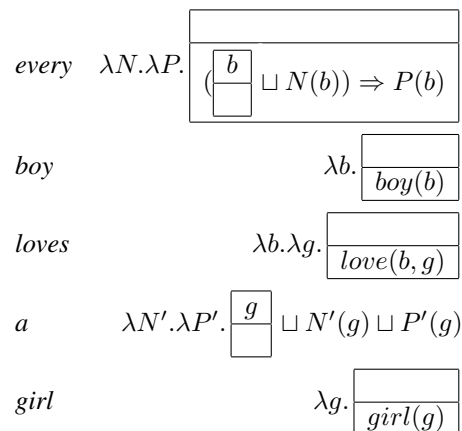 every λN.λP. ( b ⊔ N(b)) ⇒ P(b)
boy λb. boy(b)
loves λb.λg. love(b, g)
a λN′.λP′. g ⊔ N′(g) ⊔ P′(g)
girl λg. girl(g)